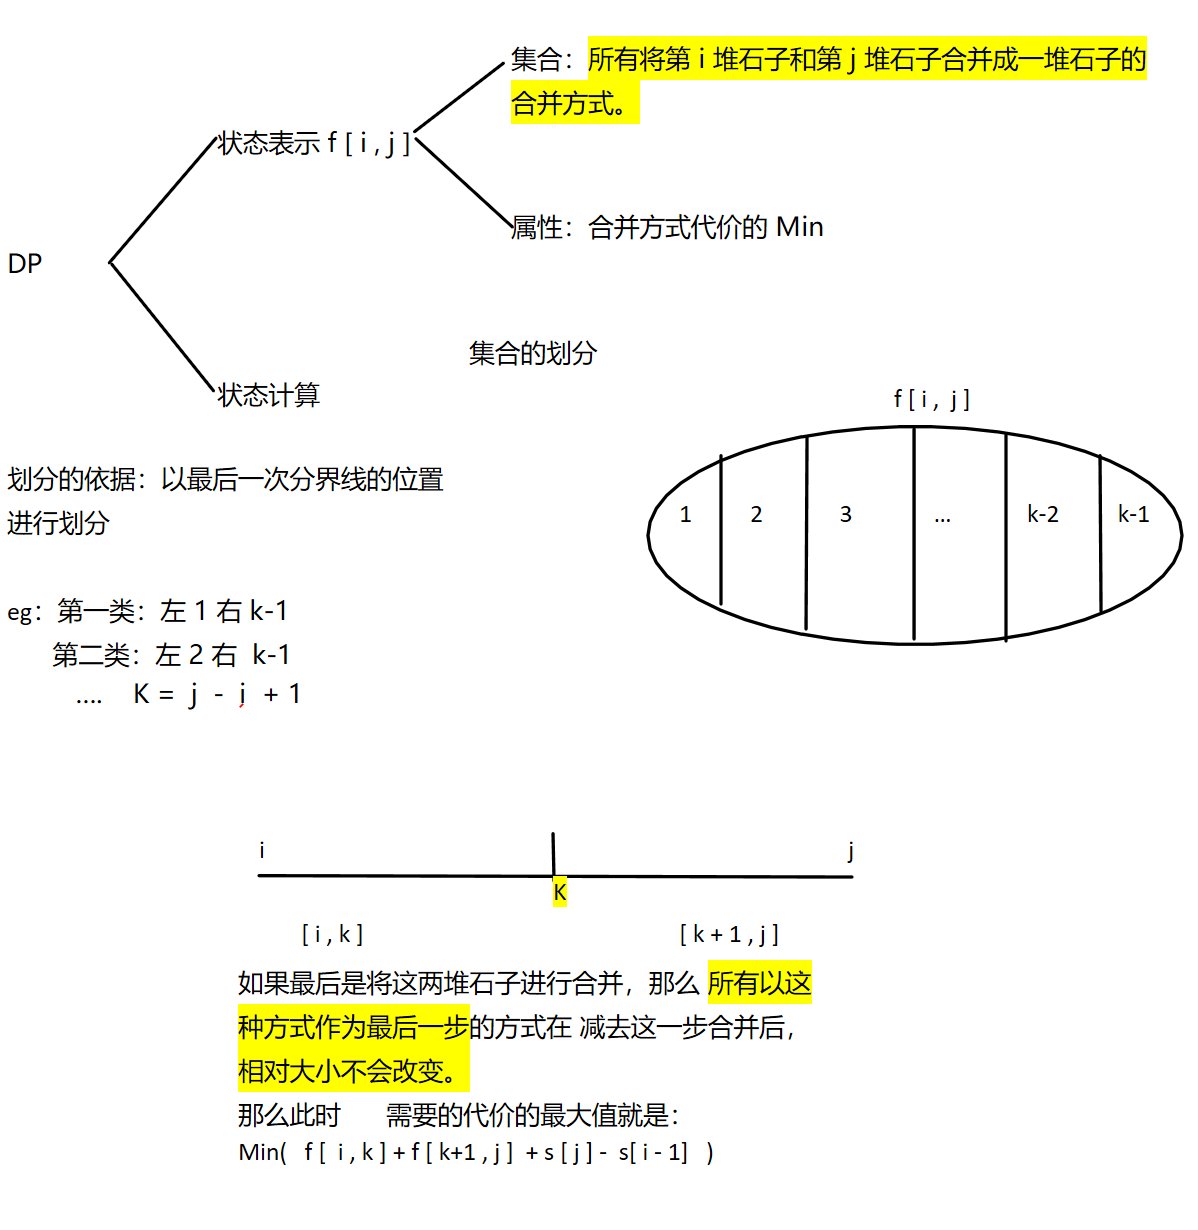 集合：所有将第 i 堆石子和第 j 堆石子合并成一堆石子的
合并方式。
状态表示 f [ i , j ]
属性：合并方式代价的 Min
DP
集合的划分
状态计算
f [ i , j ]
划分的依据：以最后一次分界线的位置
进行划分
1 2 3 ... k-2 k-1
eg：第一类：左 1 右 k-1
第二类：左 2 右 k-1
.... K = j - i + 1
i j
K
[ i , k ] [ k + 1 , j ]
如果最后是将这两堆石子进行合并，那么 所有以这
种方式作为最后一步的方式在 减去这一步合并后，
相对大小不会改变。
那么此时 需要的代价的最大值就是：
Min( f [ i , k ] + f [ k+1 , j ] + s [ j ] - s[ i - 1] )